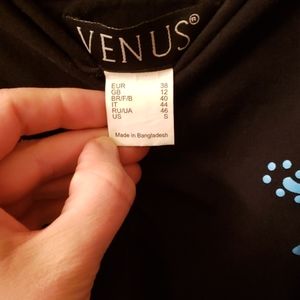 VENUS®
EUR 38
GB 12
BR/F/B 40
IT 44
RU/UA 46
US S
Made in Bangladesh